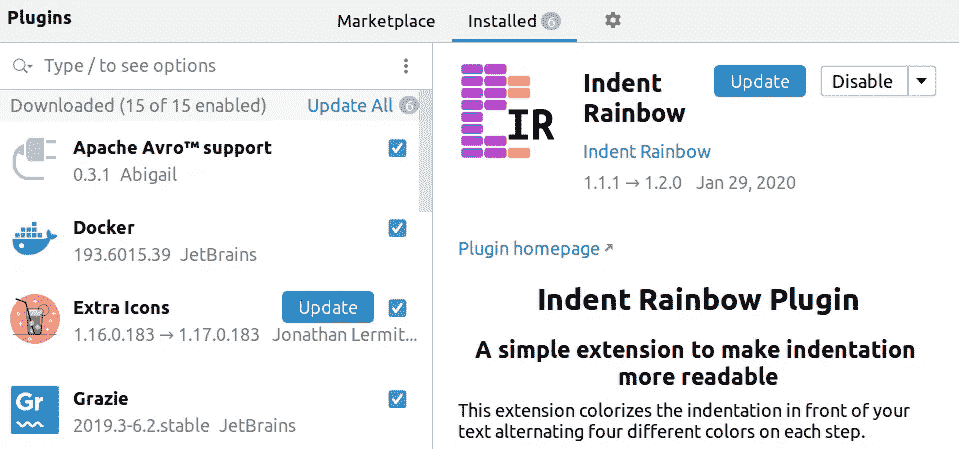 Plugins
Marketplace
Installed 6
Type / to see options
Downloaded (15 of 15 enabled)
Update All 6
Apache Avro™ support
0.3.1 Abigail
Docker
193.6015.39 JetBrains
Extra Icons
Update
1.16.0.183 → 1.17.0.183 Jonathan Lermit...
Gr
Grazie
2019.3-6.2.stable JetBrains
IR
Indent
Rainbow
Update
Disable
Indent Rainbow
1.1.1 → 1.2.0 Jan 29, 2020
Plugin homepage ↗
Indent Rainbow Plugin
A simple extension to make indentation
more readable
This extension colorizes the indentation in front of your
text alternating four different colors on each step.